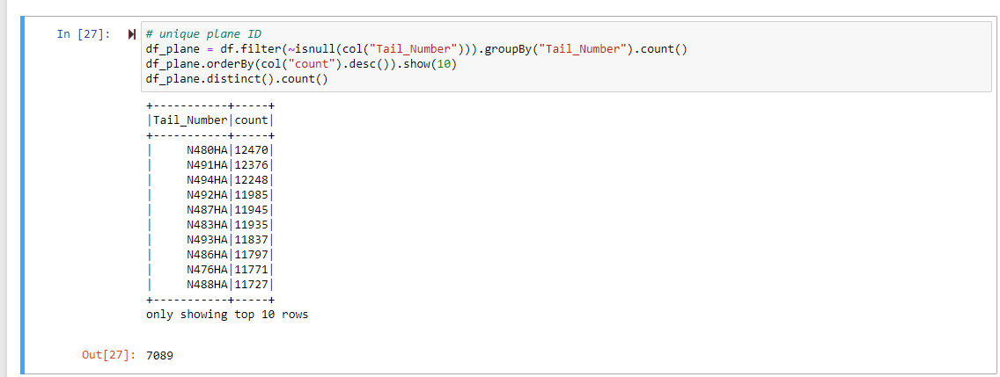 In [27]:
# unique plane ID
df_plane = df.filter(~isnull(col("Tail_Number"))).groupBy("Tail_Number").count()
df_plane.orderBy(col("count").desc()).show(10)
df_plane.distinct().count()
+-----------+-----+
|Tail_Number|count|
+-----------+-----+
|     N480HA|12470|
|     N491HA|12376|
|     N494HA|12248|
|     N492HA|11985|
|     N487HA|11945|
|     N483HA|11935|
|     N493HA|11837|
|     N486HA|11797|
|     N476HA|11771|
|     N488HA|11727|
+-----------+-----+
only showing top 10 rows
Out[27]: 7089